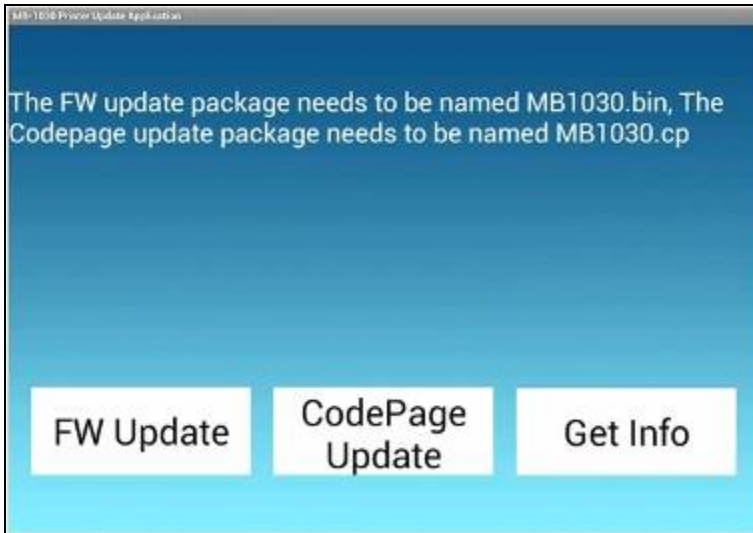 MB-1030 Printer Update Application
The FW update package needs to be named MB1030.bin, The
Codepage update package needs to be named MB1030.cp
FW Update
CodePage
Update
Get Info